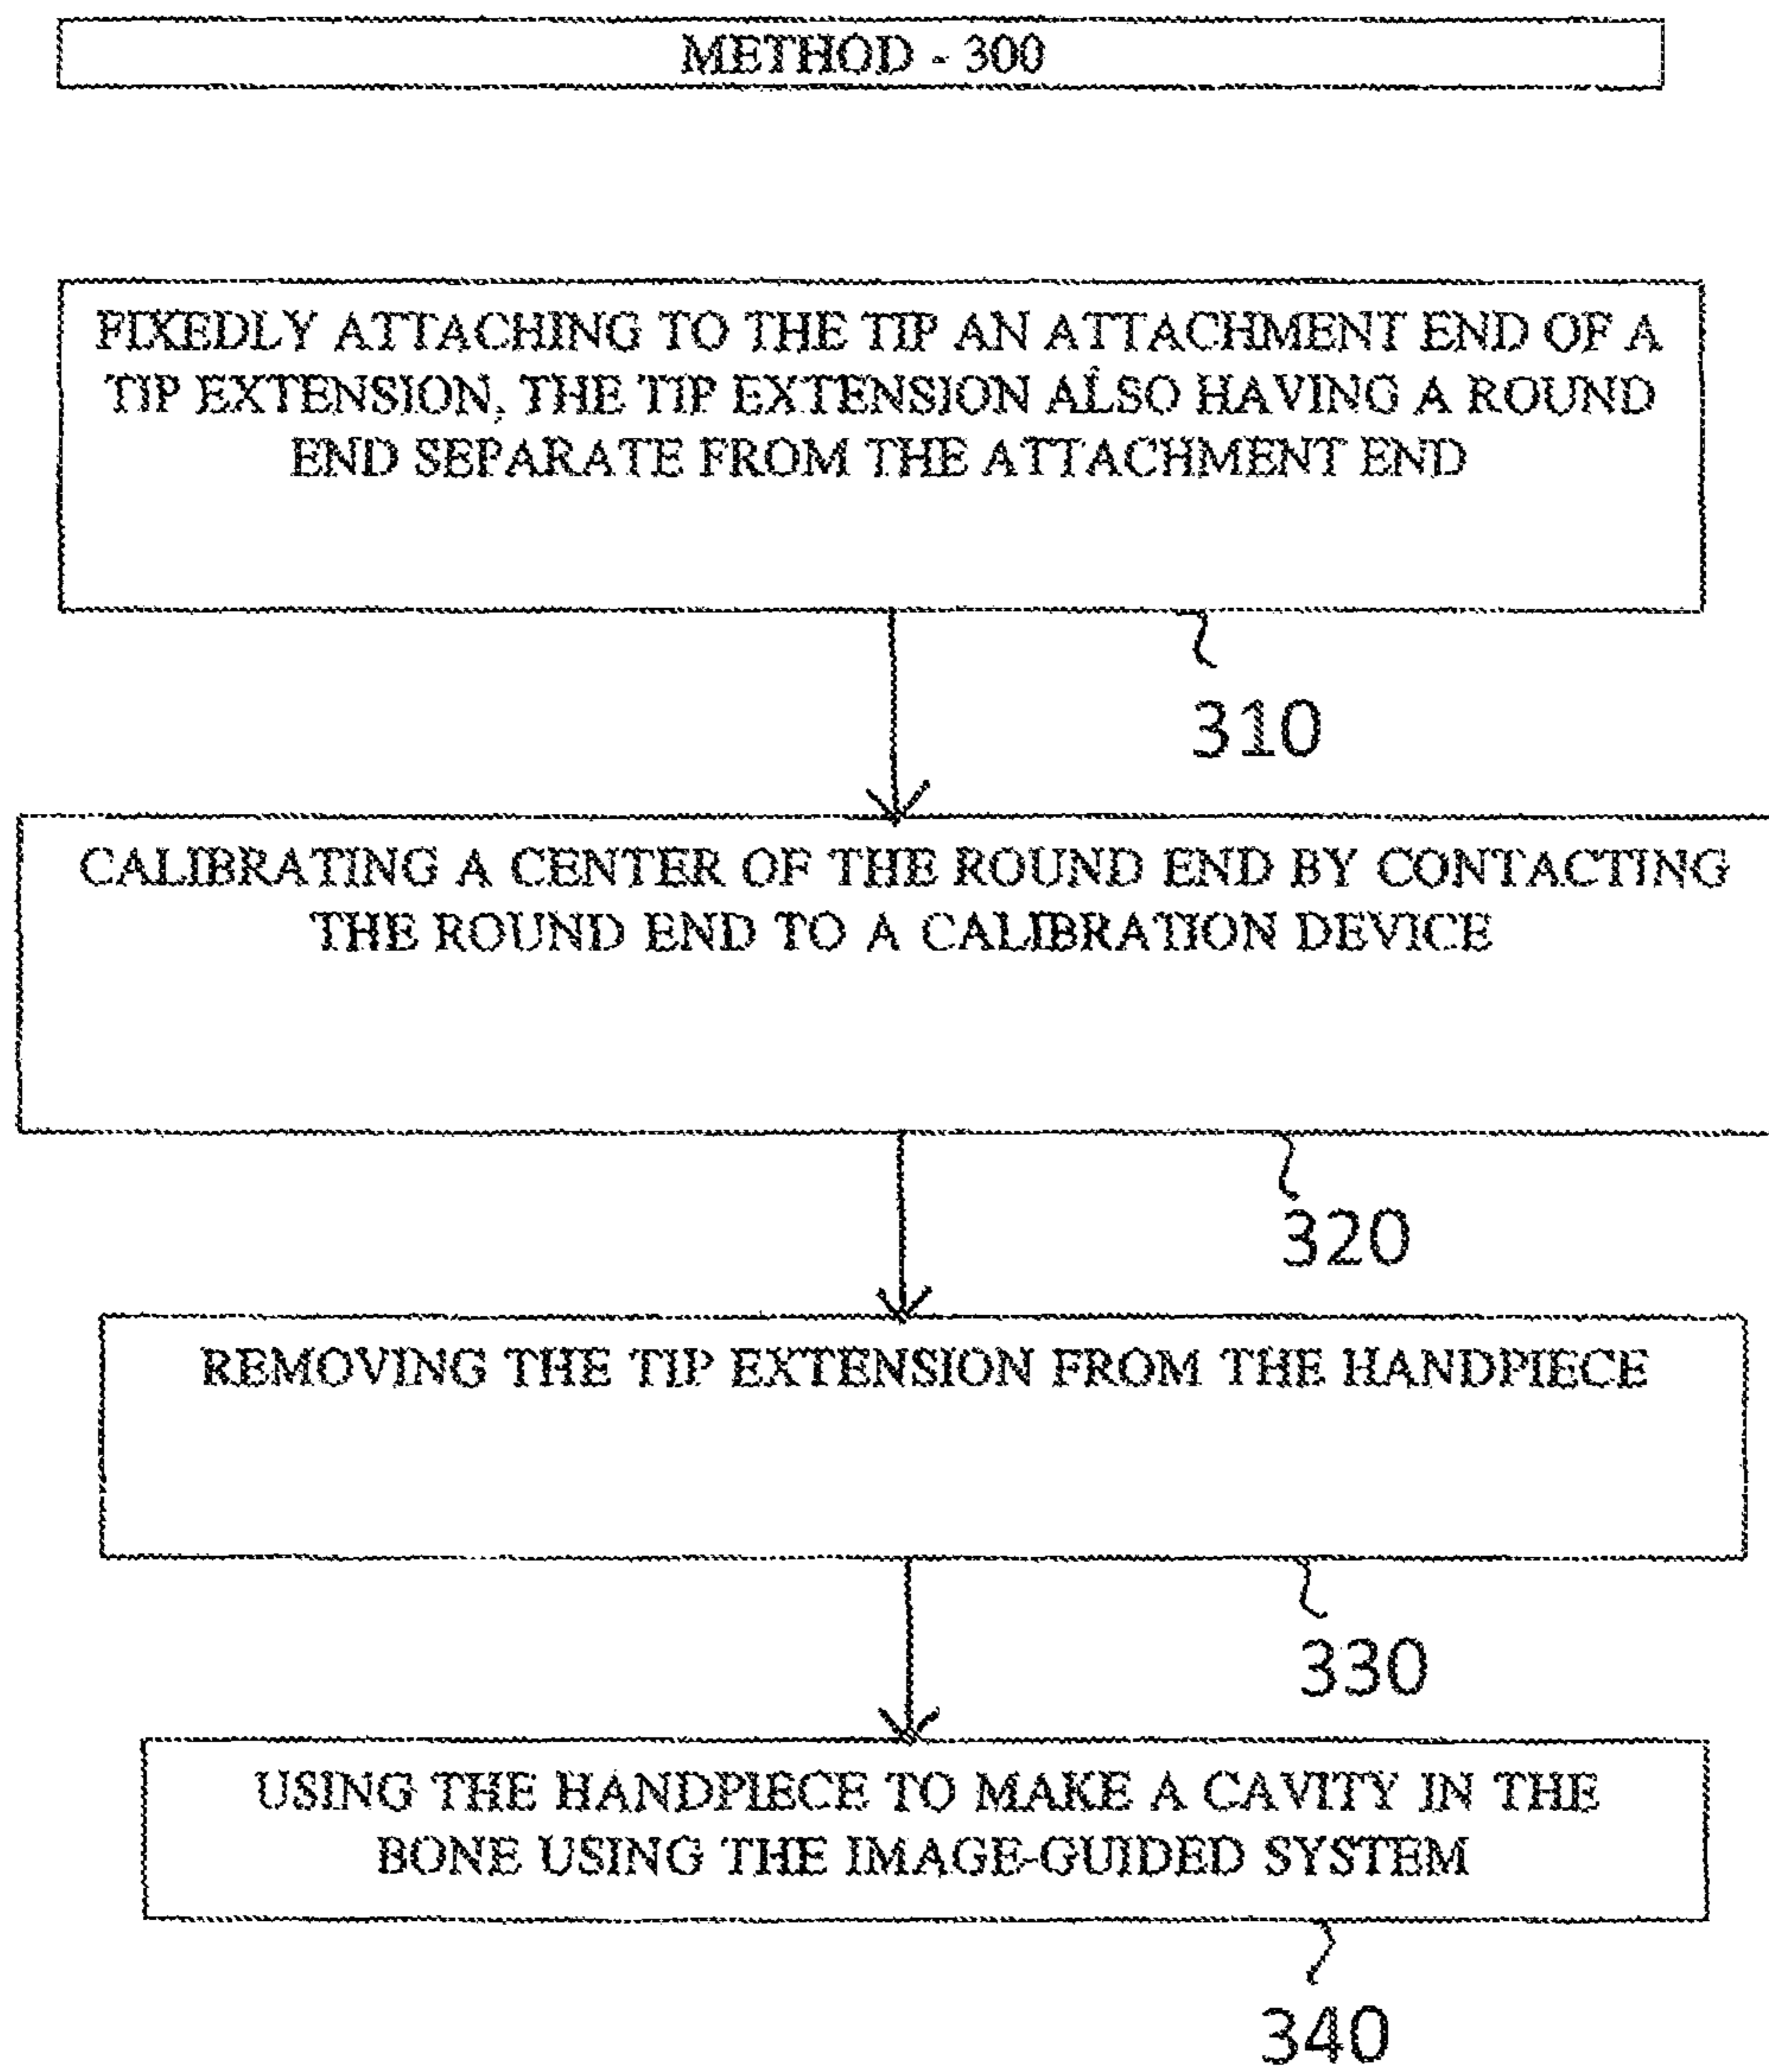 METHOD - 300
FIXEDLY ATTACHING TO THE TIP AN ATTACHMENT END OF A
TIP EXTENSION, THE TIP EXTENSION ALSO HAVING A ROUND
END SEPARATE FROM THE ATTACHMENT END
310
CALIBRATING A CENTER OF THE ROUND END BY CONTACTING
THE ROUND END TO A CALIBRATION DEVICE
320
REMOVING THE TIP EXTENSION FROM THE HANDPIECE
330
USING THE HANDPIECE TO MAKE A CAVITY IN THE
BONE USING THE IMAGE-GUIDED SYSTEM
340